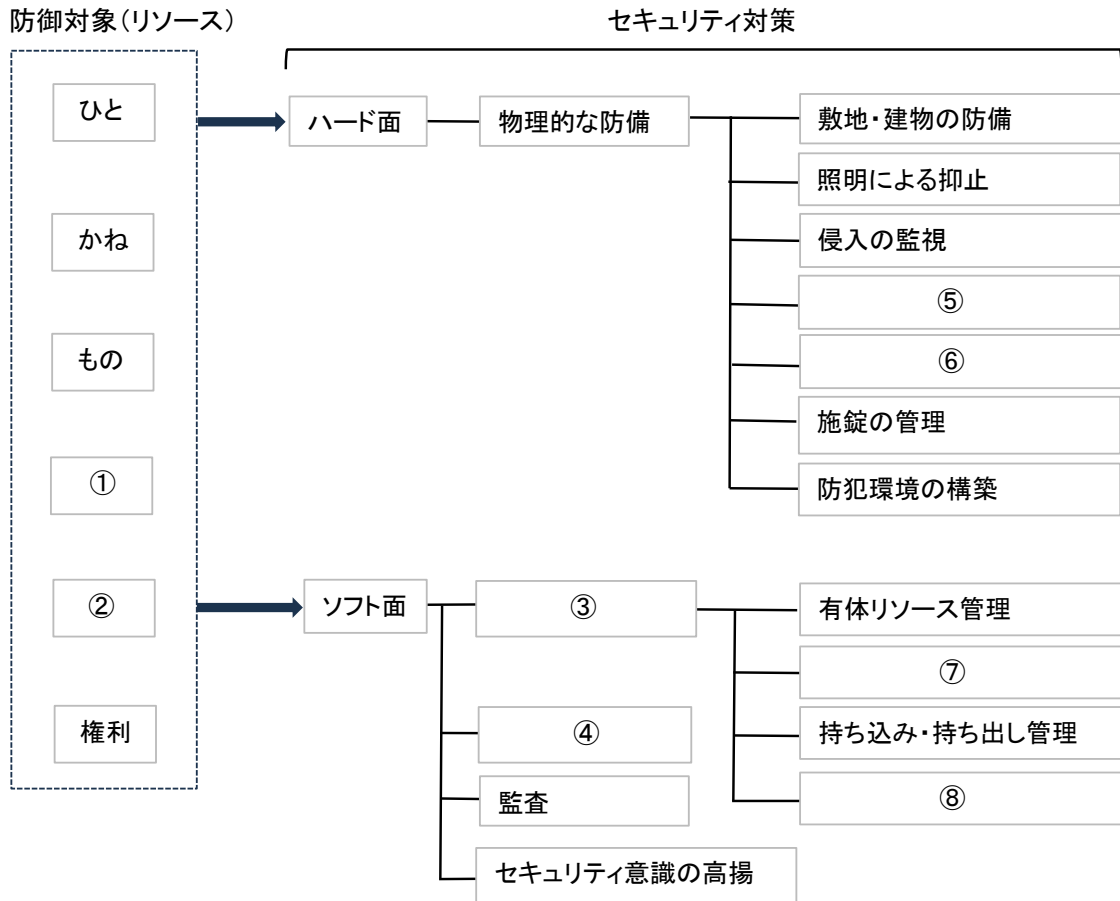 防御対象(リソース)
セキュリティ対策
ひと
かね
もの
①
②
権利
ハード面
物理的な防備
敷地・建物の防備
照明による抑止
侵入の監視
⑤
⑥
施錠の管理
防犯環境の構築
ソフト面
③
④
監査
セキュリティ意識の高揚
有体リソース管理
⑦
持ち込み・持ち出し管理
⑧